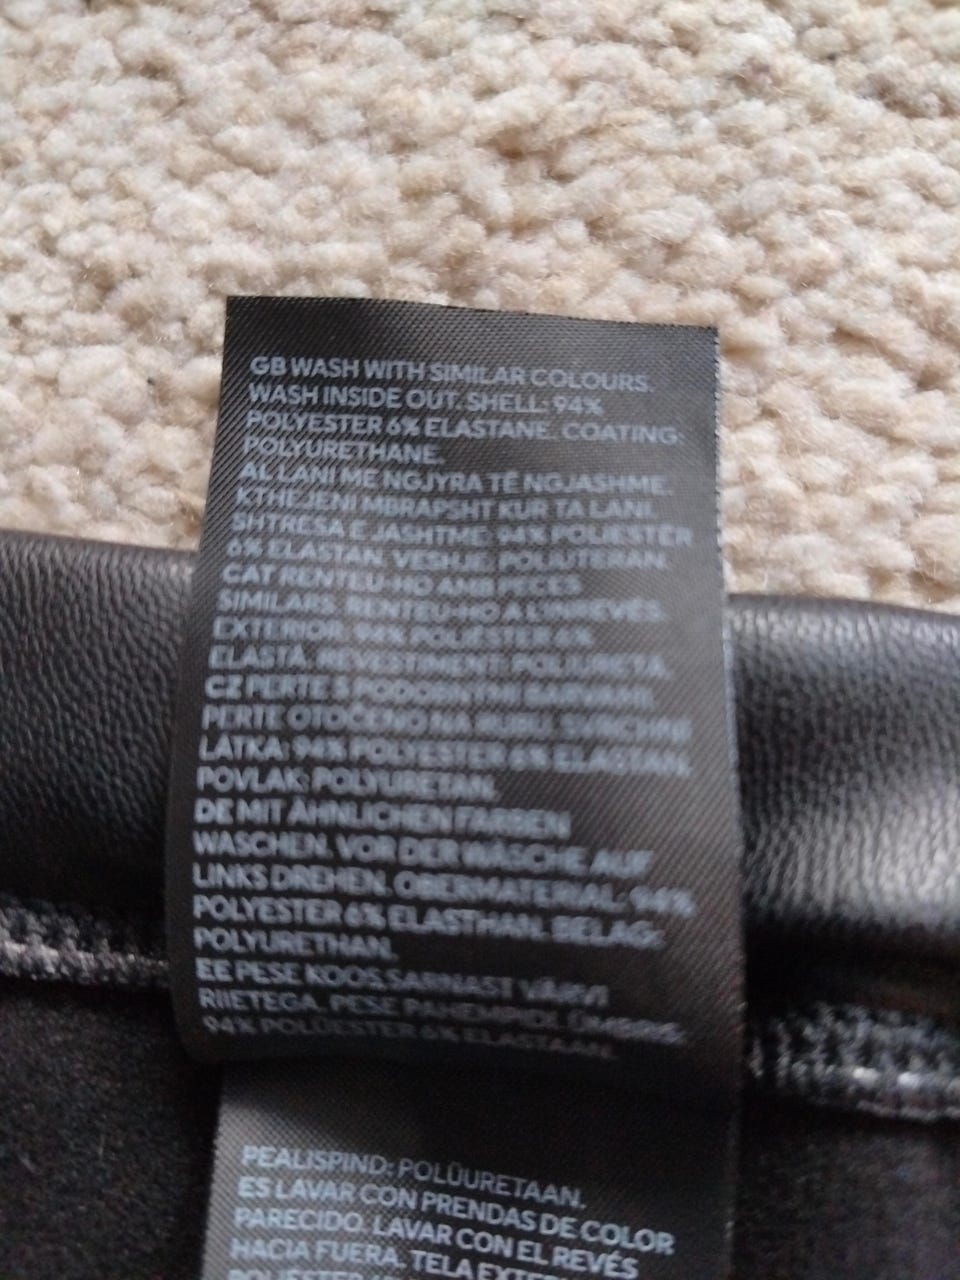 GB WASH WITH SIMILAR COLOURS.
WASH INSIDE OUT. SHELL: 94%
POLYESTER 6% ELASTANE. COATING:
POLYURETHANE.
AL LANI ME NGJYRA TË NGJASHME.
KTHEJENI MBRAPSHT KUR TA LANI.
SHTRESA E JASHTME: 94% POLIESTËR
6% ELASTAN. VESHJE: POLIURETAN.
CAT RENTEU-HO AMB PECES
SIMILARS. RENTEU-HO A L'INREVÉS.
EXTERIOR: 94% POLIÈSTER 6%
ELASTÀ. REVESTIMENT: POLIURETÀ.
CZ PERTE S PODOBNÝMI BARVAMI.
PERTE OTOČENO NA RUBU. SVRCHNÍ
LÁTKA: 94% POLYESTER 6% ELASTAN.
POVLAK: POLYURETAN.
DE MIT ÄHNLICHEN FARBEN
WASCHEN. VOR DER WÄSCHE AUF
LINKS DREHEN. OBERMATERIAL: 94%
POLYESTER 6% ELASTHAN. BELAG:
POLYURETHAN.
EE PESE KOOS SARNAST VÄRVI
RIIETEGA. PESE PAHEMPIDI. ÜMBRIS:
94% POLÜESTER 6% ELASTAAN.
PEALISPIND: POLÜURETAAN.
ES LAVAR CON PRENDAS DE COLOR
PARECIDO. LAVAR CON EL REVÉS
HACIA FUERA. TELA EXTERIOR:
POLIÉSTER